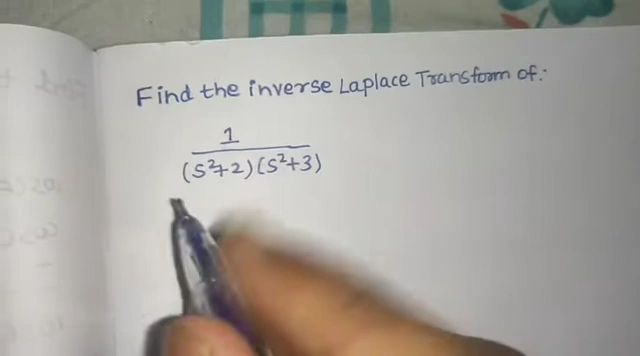 Find the inverse Laplace Transform of:
1
(S²+2)(S²+3)